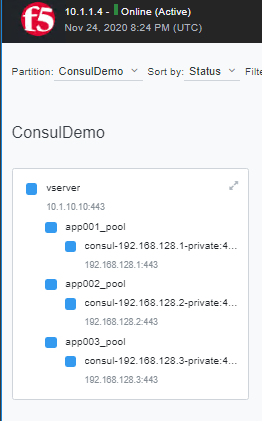 f5
10.1.1.4 - Online (Active)
Nov 24, 2020 8:24 PM (UTC)
Partition: ConsulDemo Sort by: Status Filte
ConsulDemo
vserver
10.1.10.10:443
app001_pool
consul-192.168.128.1-private:4...
192.168.128.1:443
app002_pool
consul-192.168.128.2-private:4...
192.168.128.2:443
app003_pool
consul-192.168.128.3-private:4...
192.168.128.3:443